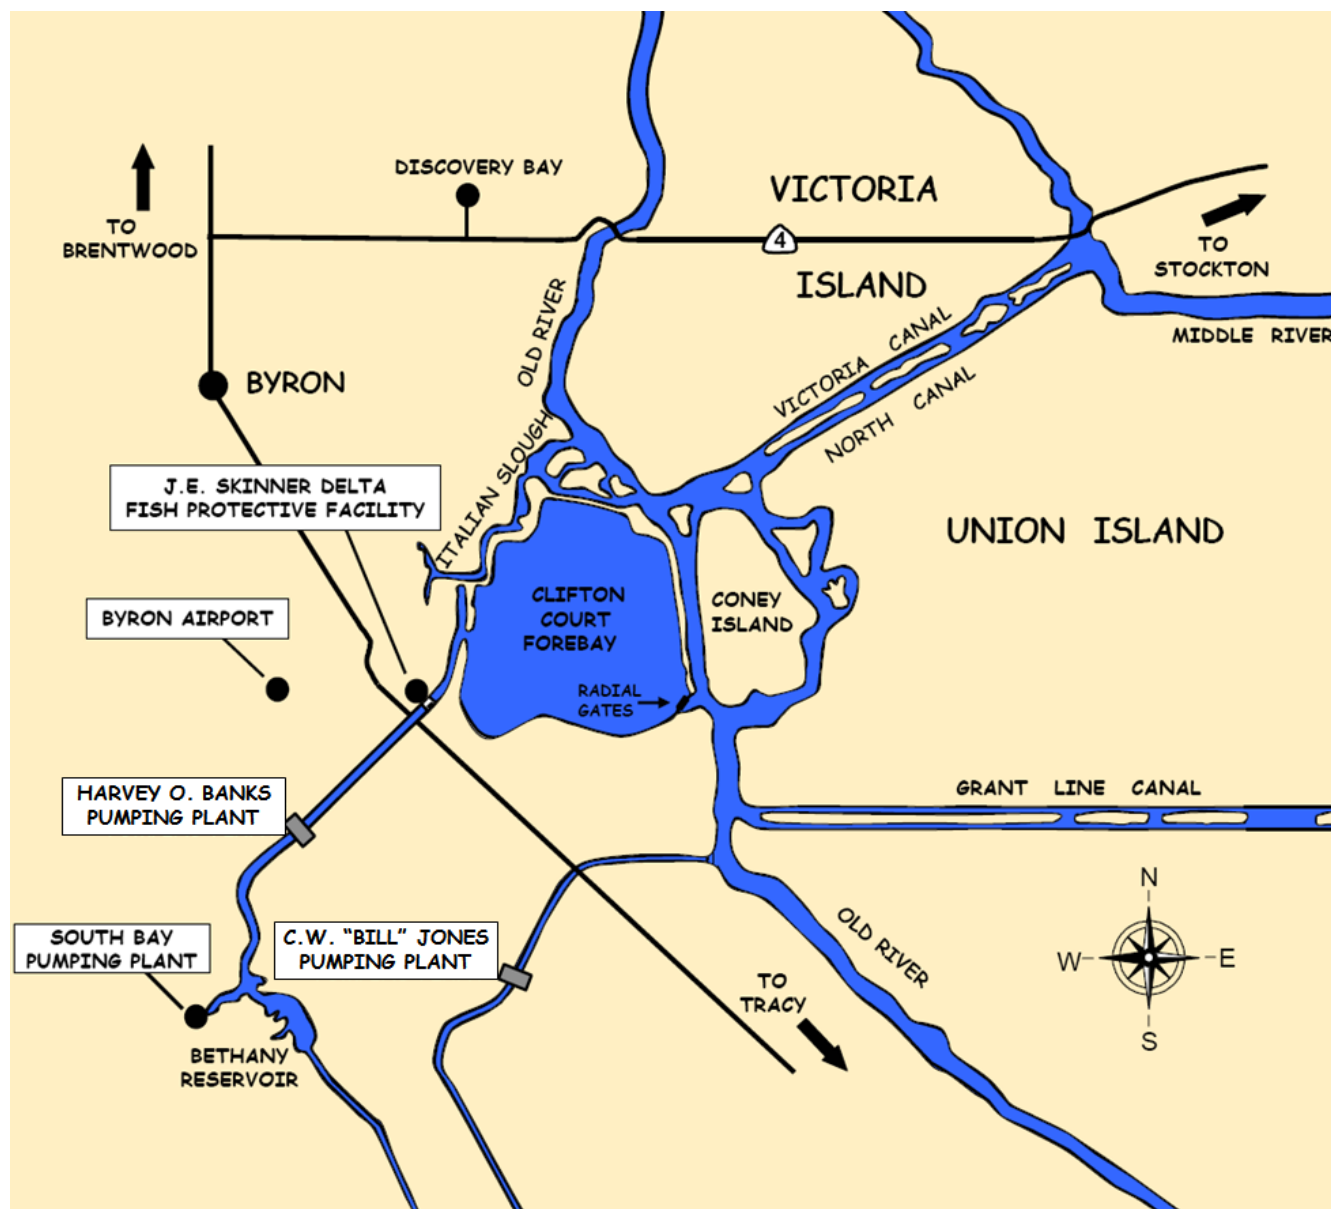 DISCOVERY BAY
VICTORIA
ISLAND
4
TO
BRENTWOOD
TO
STOCKTON
MIDDLE RIVER
OLD RIVER
VICTORIA CANAL
NORTH CANAL
BYRON
ITALIAN SLOUGH
J.E. SKINNER DELTA
FISH PROTECTIVE FACILITY
UNION ISLAND
BYRON AIRPORT
CLIFTON
COURT
FOREBAY
CONEY
ISLAND
RADIAL
GATES
HARVEY O. BANKS
PUMPING PLANT
GRANT LINE CANAL
SOUTH BAY
PUMPING PLANT
C.W. “BILL” JONES
PUMPING PLANT
OLD RIVER
TO
TRACY
N
W
E
S
BETHANY
RESERVOIR